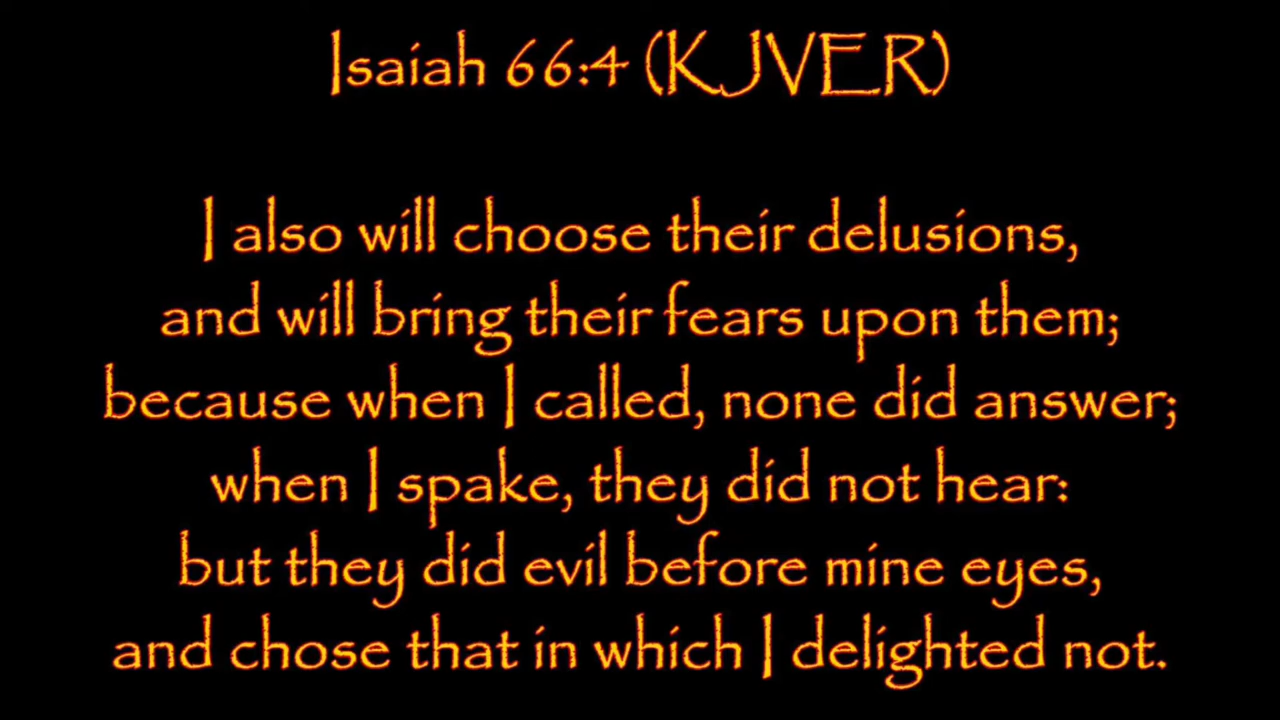 Isaiah 66:4 (KJVER)
I also will choose their delusions,
and will bring their fears upon them;
because when I called, none did answer;
when I spake, they did not hear:
but they did evil before mine eyes,
and chose that in which I delighted not.